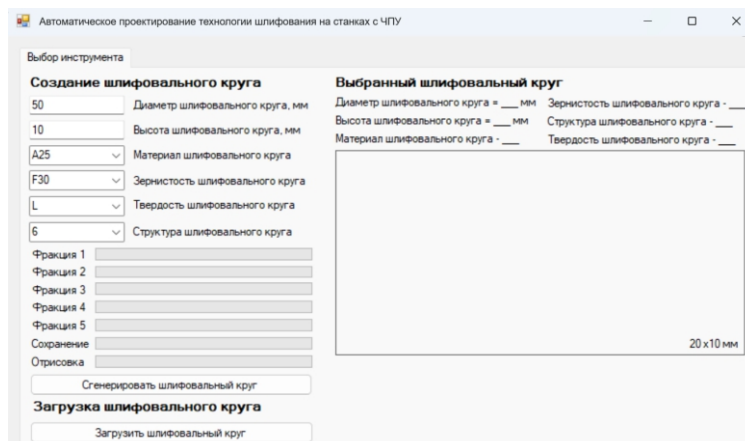 Автоматическое проектирование технологии шлифования на станках с ЧПУ
Выбор инструмента
Создание шлифовального круга
50 Диаметр шлифовального круга, мм
10 Высота шлифовального круга, мм
A25 Материал шлифовального круга
F30 Зернистость шлифовального круга
L Твердость шлифовального круга
6 Структура шлифовального круга
Фракция 1
Фракция 2
Фракция 3
Фракция 4
Фракция 5
Сохранение
Отрисовка
Сгенерировать шлифовальный круг
Загрузка шлифовального круга
Загрузить шлифовальный круг
Выбранный шлифовальный круг
Диаметр шлифовального круга = ___ мм Зернистость шлифовального круга - ___
Высота шлифовального круга = ___ мм Структура шлифовального круга - ___
Материал шлифовального круга - ___ Твердость шлифовального круга - ___
20x10 мм